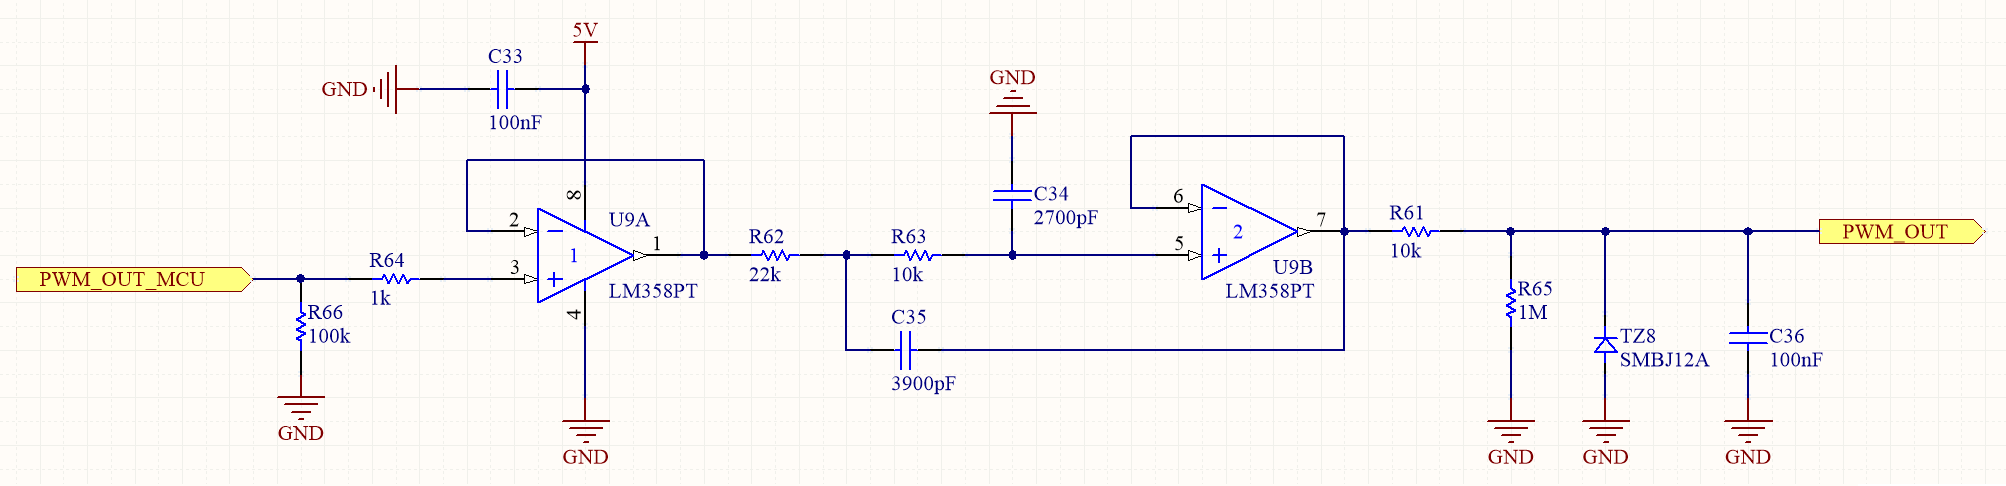 5V
C33
GND
100nF
GND
8
C34
2700pF
2
U9A
6
7
R61
1
1
R62
R63
2
5
PWM_OUT
10k
R64
3
22k
10k
U9B
PWM_OUT_MCU
LM358PT
LM358PT
R65
1k
1M
R66
100k
4
C35
TZ8
SMBJ12A
C36
100nF
3900pF
GND
GND
GND
GND
GND